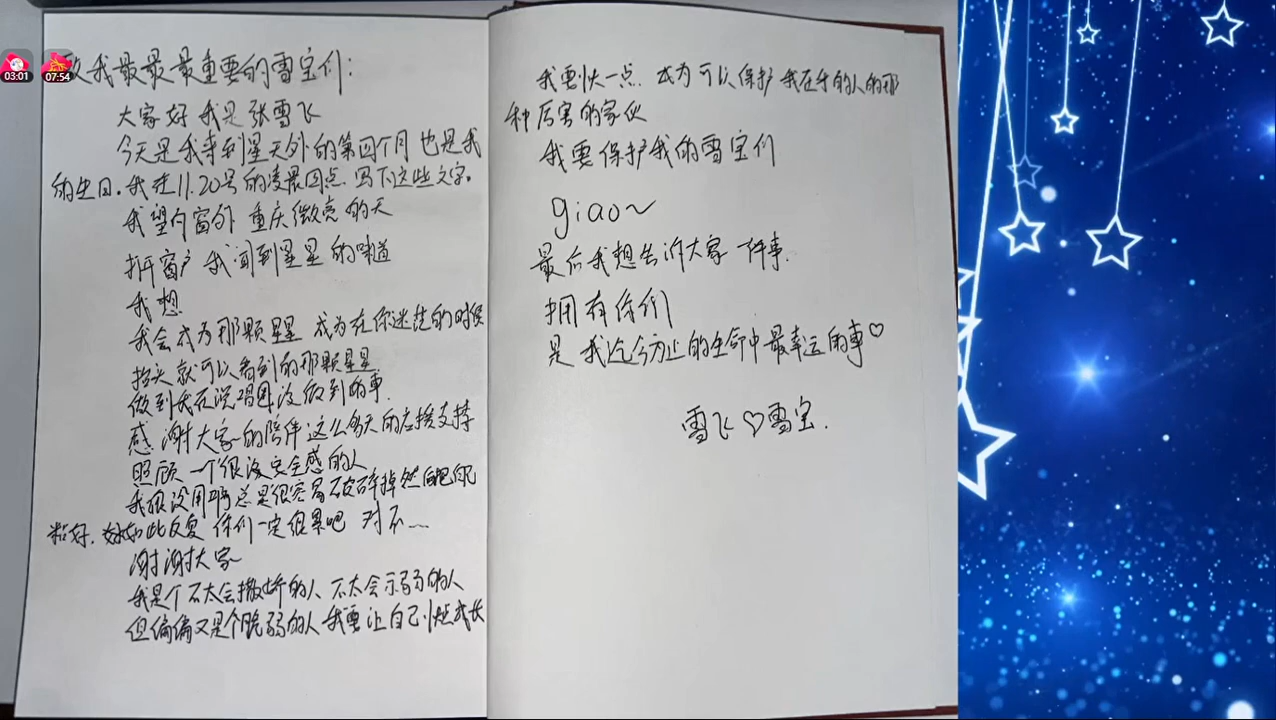 03:01
07:54
致我最最最重要的雪宝们：
大家好 我是张雪飞
今天是我来到星天外的第四个月 也是我
的生日。我在11.20号的凌晨四点 写下这些文字。
我望向窗外 重庆微亮的天
打开窗户 我闻到星星的味道
我想
我会成为那颗星星 成为在你迷茫的时候
抬头就可以看到的那颗星星
做到我在说唱圈没做到的事
感谢大家的陪伴这么多天的应援支持
照顾一个很没安全感的人
我很没用啊总是很容易破碎掉然自己
粘好. 如此反复 你们一定很累吧 对不~~
谢谢大家
我是个不太会撒娇的人 不太会示弱的人
但偏偏又是个脆弱的人 我要让自己快点成长
我要快一点 成为可以保护我在乎的人的那
种厉害的家伙
我要保护我的雪宝们
giao~
最后我想告诉大家一件事.
拥有你们
是我迄今为止的生命中最幸运的事♡
雪飞♡雪宝.